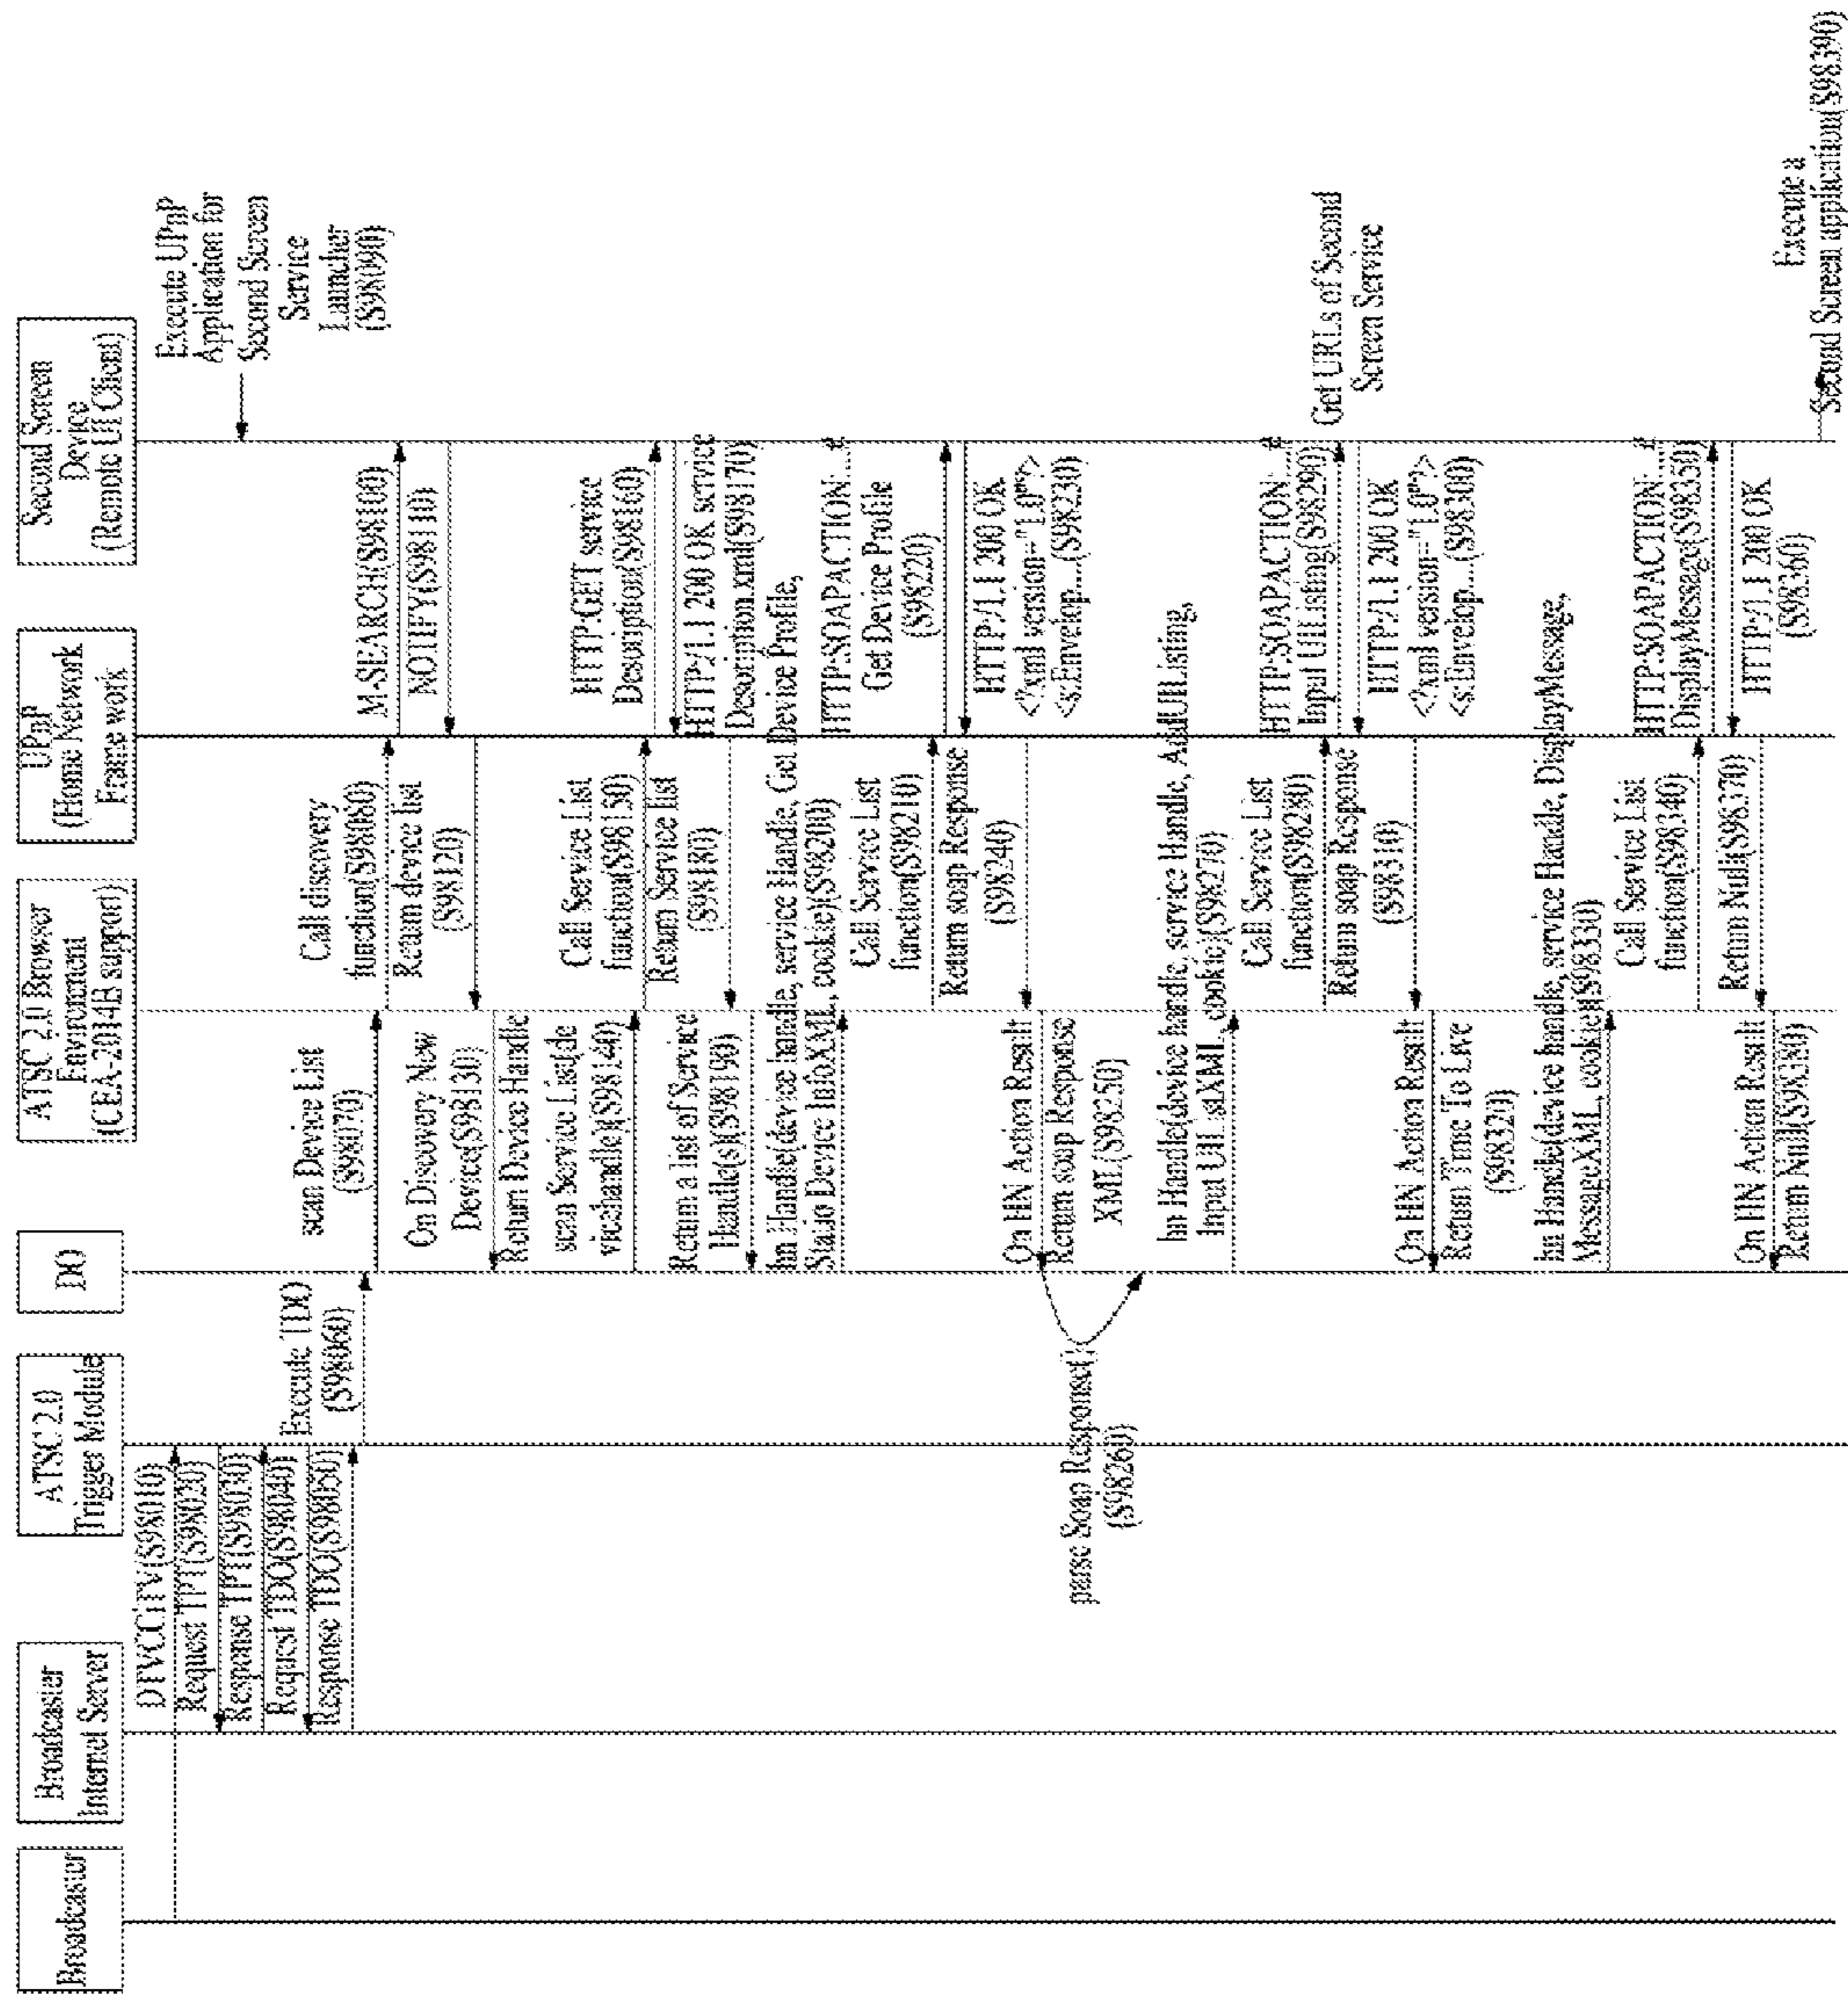 Broadcaster
Broadcaster
Internet Server
ATSC 2.0
Trigger Module
DO
ATSC 2.0 Browser
Environment
(CEA-2014B support)
UPnP
(Home Network
Frame work
Second Screen
Device
(Remote UI Client)
DTVCCiTV(S98010)
Request TPT(S98020)
Response TPT(S98030)
Request TDO(S98040)
Response TDO(S98050)
Execute TDO
(S98060)
scan Device List
(S98070)
Call discovery
function(S98080)
Execute UPnP
Application for
Second Screen
Service
Launcher
(S98090)
M-SEARCH(S98100)
NOTIFY(S98110)
Return device list
(S98120)
On Discovery New
Devices(S98130)
Return Device Handle
scan Service List(de
vicehandle)(S98140)
Call Service List
function(S98150)
HTTP:GET service
Description(S98160)
HTTP:/1.1 200 OK service
Description.xml(S98170)
Return Service list
(S98180)
Return a list of Service
Handle(s)(S98190)
hn Handle(device handle, service Handle, Get Device Profile,
Static Device InfoXML, cookie)(S98200)
Call Service List
function(S98210)
HTTP:SOAPACTION:...#
Get Device Profile
(S98220)
HTTP:/1.1 200 OK
<?xml version="1.0"?>
<s:Envelop...(S98230)
Return soap Response
(S98240)
On HN Action Result
Return soap Response
XML(S98250)
parse Soap Response();
(S98260)
hn Handle(device handle, service Handle, AddUIListing,
Input UIListXML, cookie)(S98270)
Call Service List
function(S98280)
HTTP:SOAPACTION:...#
Input UIListing(S98290)
Get URLs of Second
Screen Service
HTTP:/1.1 200 OK
<?xml version="1.0"?>
<s:Envelop...(S98300)
Return soap Response
(S98310)
On HN Action Result
Return Time To Live
(S98320)
hn Handle(device handle, service Handle, DisplayMessage,
MessageXML, cookie)(S98330)
Call Service List
function(S98340)
HTTP:SOAPACTION:...#
DisplayMessage(S98350)
HTTP:/1.1 200 OK
(S98360)
Return Null(S98370)
On HN Action Result
Return Null(S98380)
Execute a
Second Screen application(S98390)